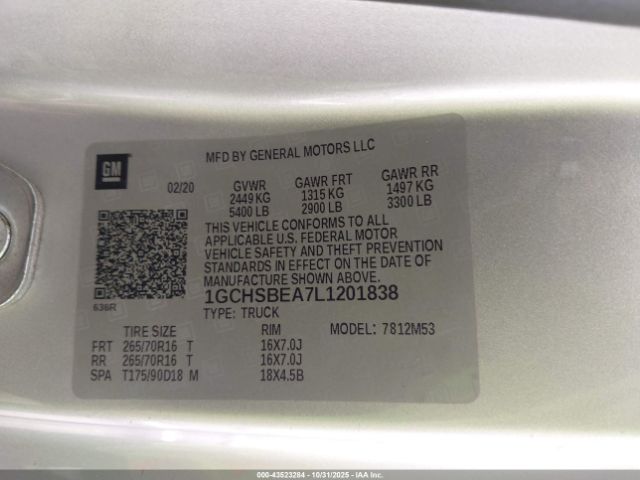 GM
MFD BY GENERAL MOTORS LLC
02/20 GVWR GAWR FRT GAWR RR
2449 KG 1315 KG 1497 KG
5400 LB 2900 LB 3300 LB
THIS VEHICLE CONFORMS TO ALL
APPLICABLE U.S. FEDERAL MOTOR
VEHICLE SAFETY AND THEFT PREVENTION
STANDARDS IN EFFECT ON THE DATE OF
MANUFACTURE SHOWN ABOVE.
636R
1GCHSBEA7L1201838
TYPE: TRUCK
TIRE SIZE RIM MODEL: 7812M53
FRT 265/70R16 T 16X7.0J
RR 265/70R16 T 16X7.0J
SPA T175/90D18 M 18X4.5B
000-43523284 - 10/31/2025 - IAA Inc.